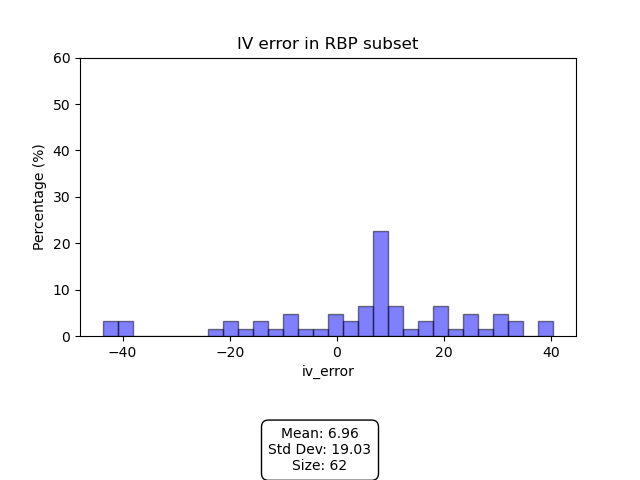 IV error in RBP subset
60
50
40
30
20
10
0
Percentage (%)
−40
−20
0
20
40
iv_error
Mean: 6.96
Std Dev: 19.03
Size: 62